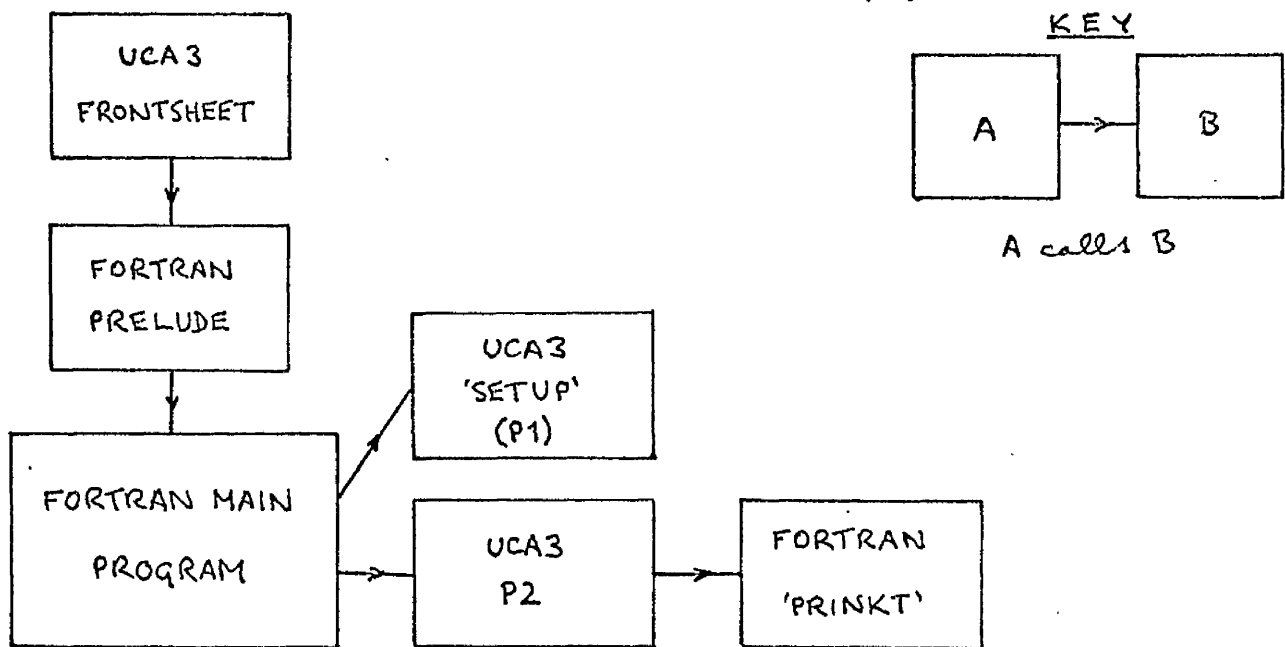 KEY
UCA3
FRONTSHEET
A
B
A calls B
FORTRAN
PRELUDE
UCA3
'SETUP'
(P1)
FORTRAN MAIN
PROGRAM
UCA3
P2
FORTRAN
'PRINKT'